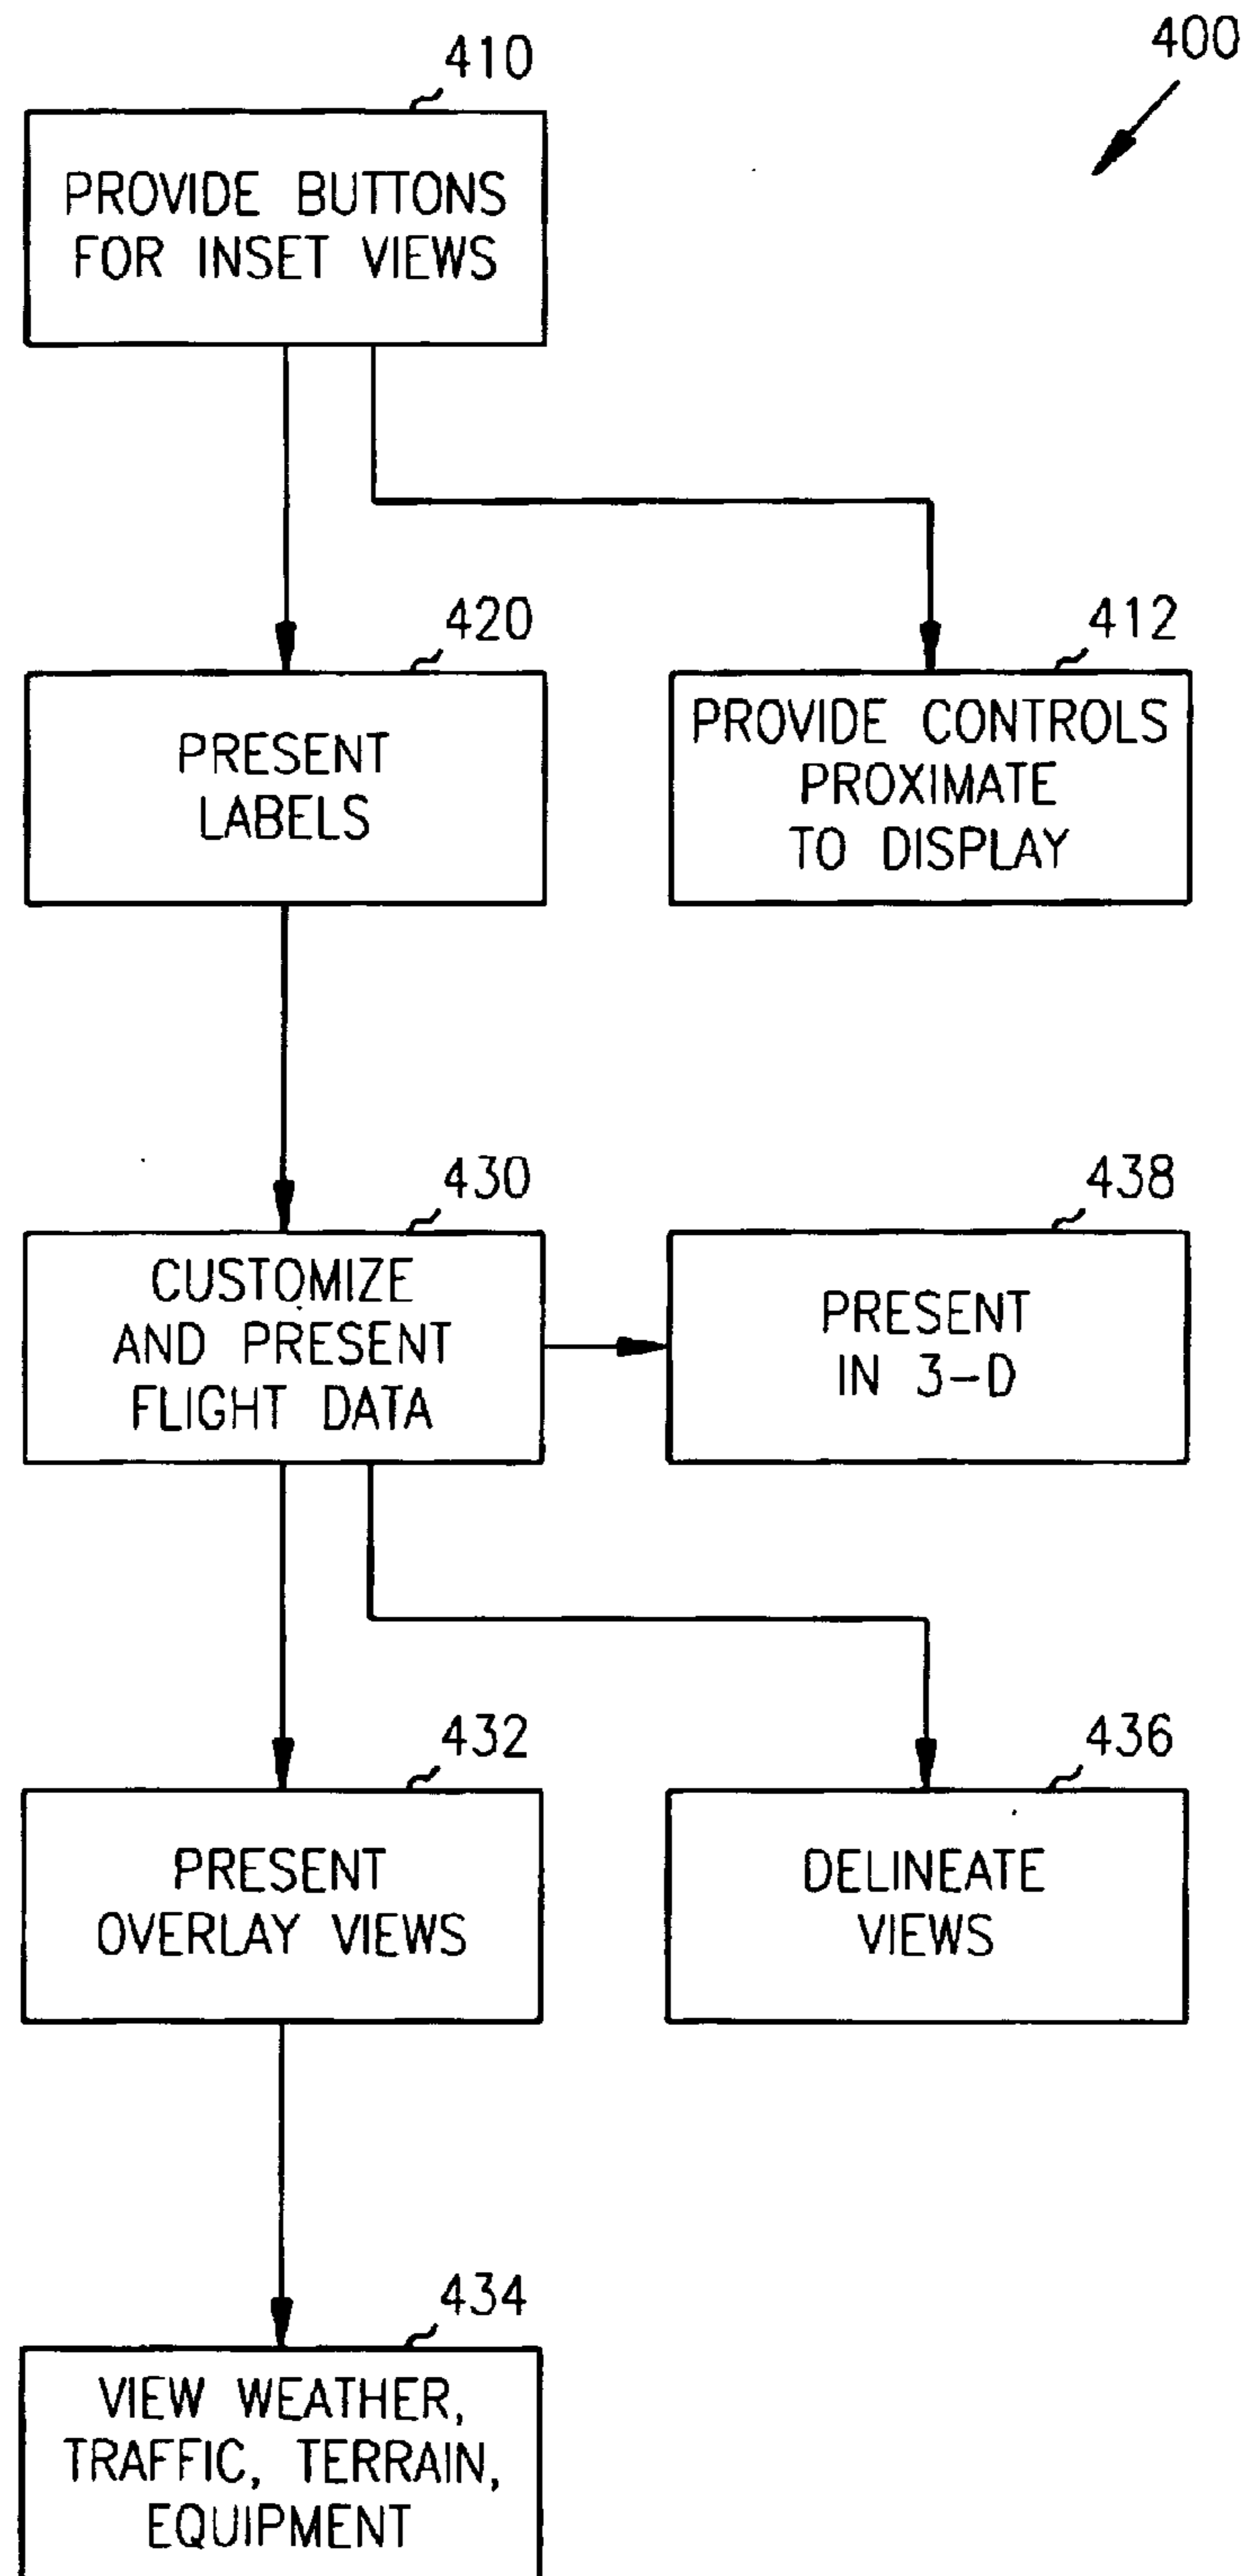 400
410
PROVIDE BUTTONS
FOR INSET VIEWS
420
PRESENT
LABELS
412
PROVIDE CONTROLS
PROXIMATE
TO DISPLAY
430
CUSTOMIZE
AND PRESENT
FLIGHT DATA
438
PRESENT
IN 3-D
432
PRESENT
OVERLAY VIEWS
436
DELINEATE
VIEWS
434
VIEW WEATHER,
TRAFFIC, TERRAIN,
EQUIPMENT